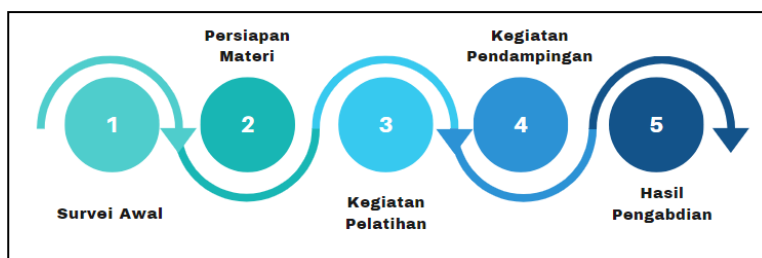 1
Survei Awal
2
Persiapan
Materi
3
Kegiatan
Pelatihan
4
Kegiatan
Pendampingan
5
Hasil
Pengabdian